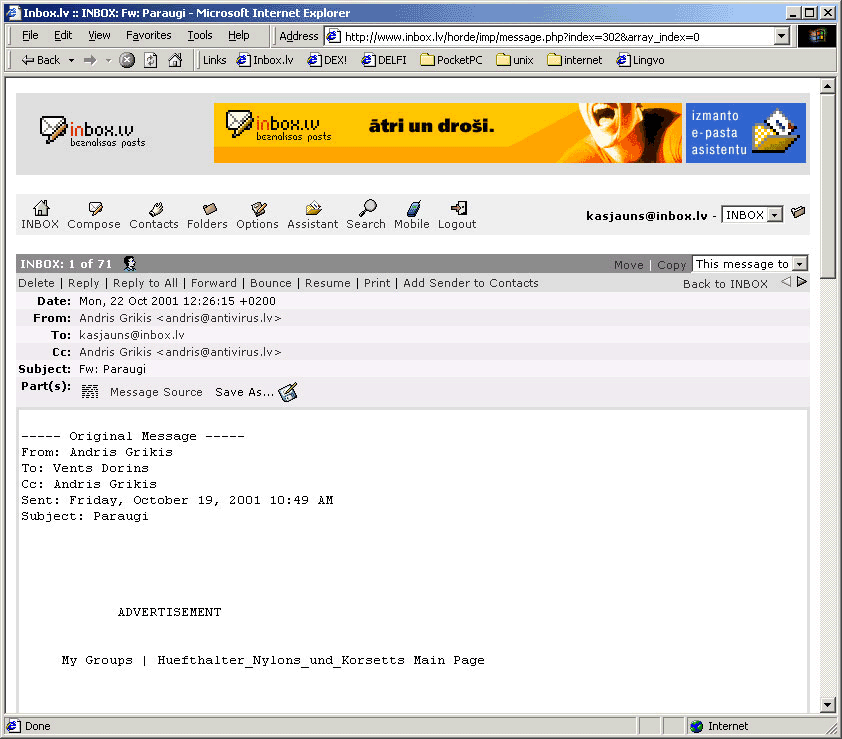 Inbox.lv :: INBOX: Fw: Paraugi - Microsoft Internet Explorer
File Edit View Favorites Tools Help Address http://www.inbox.lv/horde/imp/message.php?index=302&array_index=0
Back Links Inbox.lv DEX! DELFI PocketPC unix internet Lingvo
inbox.lv
bezmaksas pasts
inbox.lv
bezmaksas pasts
ātri un droši.
izmanto
e-pasta
asistentu
INBOX Compose Contacts Folders Options Assistant Search Mobile Logout
kasjauns@inbox.lv - INBOX
INBOX: 1 of 71 Move | Copy This message to
Delete | Reply | Reply to All | Forward | Bounce | Resume | Print | Add Sender to Contacts Back to INBOX
Date: Mon, 22 Oct 2001 12:26:15 +0200
From: Andris Grikis <andris@antivirus.lv>
To: kasjauns@inbox.lv
Cc: Andris Grikis <andris@antivirus.lv>
Subject: Fw: Paraugi
Part(s): Message Source Save As...
----- Original Message -----
From: Andris Grikis
To: Vents Dorins
Cc: Andris Grikis
Sent: Friday, October 19, 2001 10:49 AM
Subject: Paraugi
ADVERTISEMENT
My Groups | Huefthalter_Nylons_und_Korsetts Main Page
Done Internet